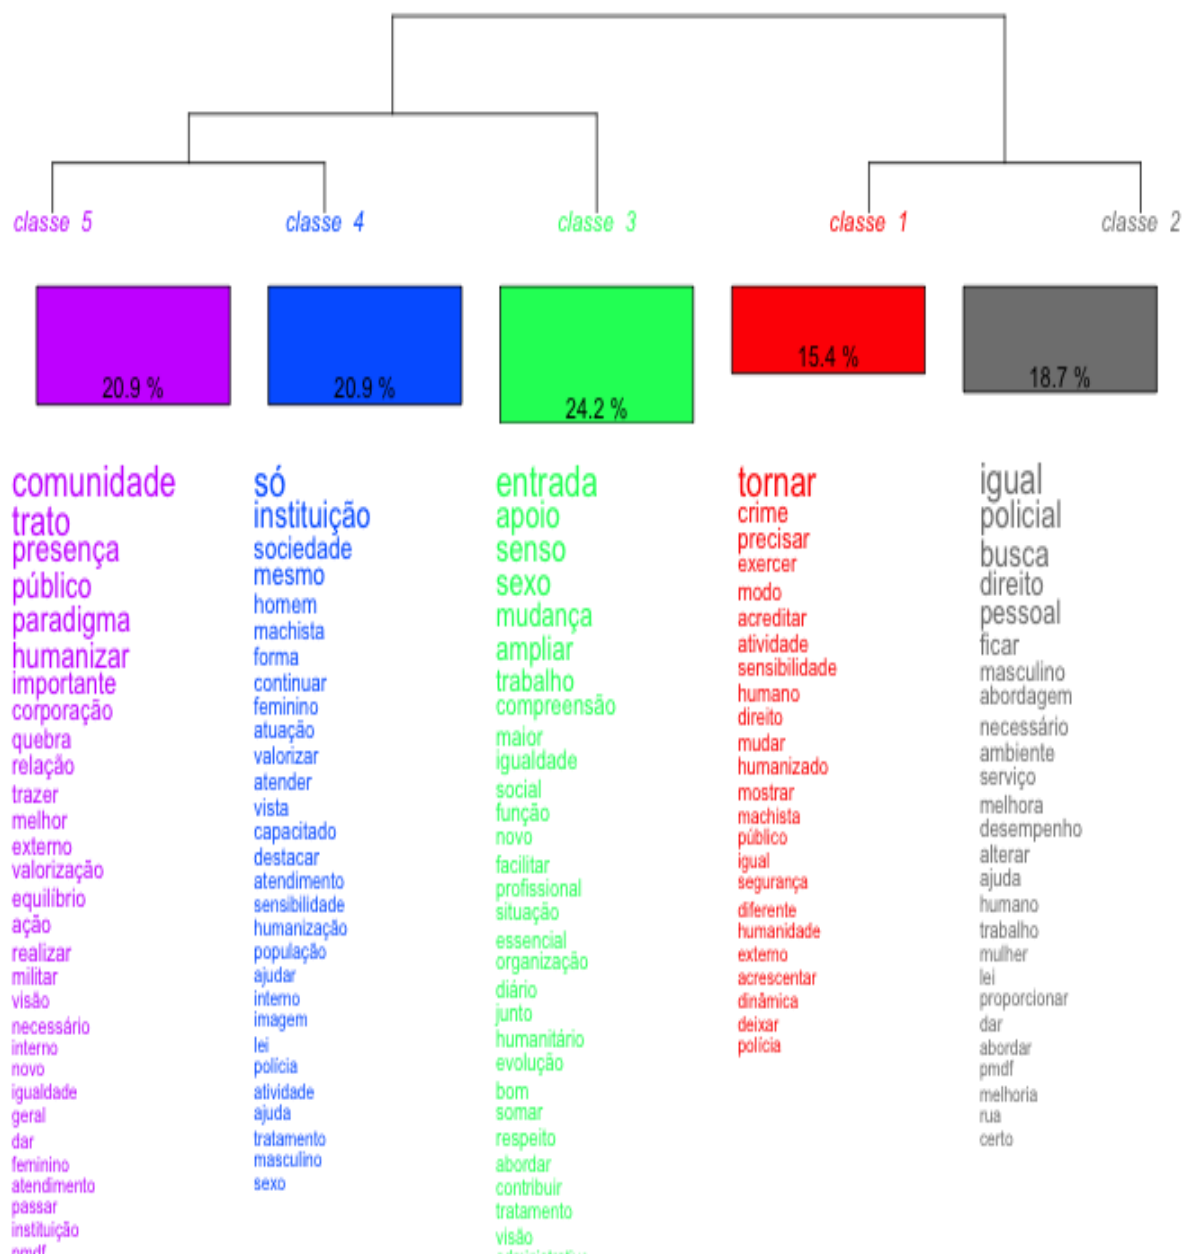 classe 5
classe 4
classe 3
classe 1
classe 2
20.9 %
20.9 %
24.2 %
15.4 %
18.7 %
comunidade
trato
presença
público
paradigma
humanizar
importante
corporação
quebra
relação
trazer
melhor
externo
valorização
equilíbrio
ação
realizar
militar
visão
necessário
interno
novo
igualdade
geral
dar
feminino
atendimento
passar
instituição
pmdf
só
instituição
sociedade
mesmo
homem
machista
forma
continuar
feminino
atuação
valorizar
atender
vista
capacitado
destacar
atendimento
sensibilidade
humanização
população
ajudar
interno
imagem
lei
polícia
atividade
ajuda
tratamento
masculino
sexo
entrada
apoio
senso
sexo
mudança
ampliar
trabalho
compreensão
maior
igualdade
social
função
novo
facilitar
profissional
situação
essencial
organização
diário
junto
humanitário
evolução
bom
somar
respeito
abordar
contribuir
tratamento
visão
tornar
crime
precisar
exercer
modo
acreditar
atividade
sensibilidade
humano
direito
mudar
humanizado
mostrar
machista
público
igual
segurança
diferente
humanidade
externo
acrescentar
dinâmica
deixar
polícia
igual
policial
busca
direito
pessoal
ficar
masculino
abordagem
necessário
ambiente
serviço
melhora
desempenho
alterar
ajuda
humano
trabalho
mulher
lei
proporcionar
dar
abordar
pmdf
melhoria
rua
certo